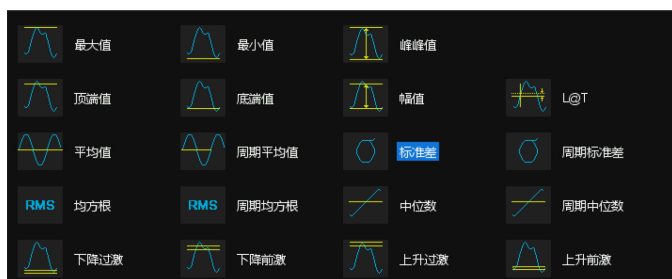 最大值 最小值 峰峰值
顶端值 底端值 幅值 L@T
平均值 周期平均值 标准差 周期标准差
RMS 均方根 RMS 周期均方根 中位数 周期中位数
下降过激 下降前激 上升过激 上升前激